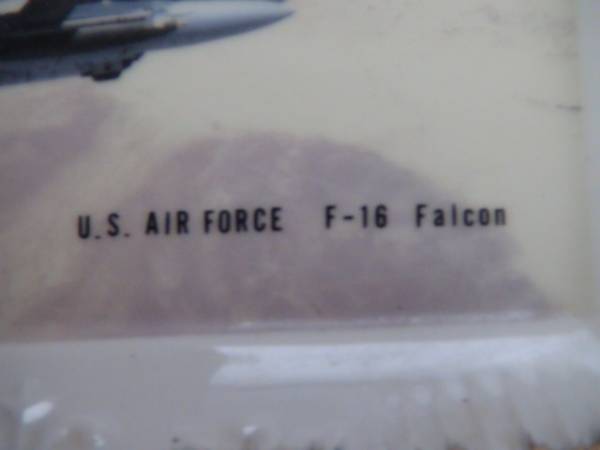 U.S. AIR FORCE F-16 Falcon